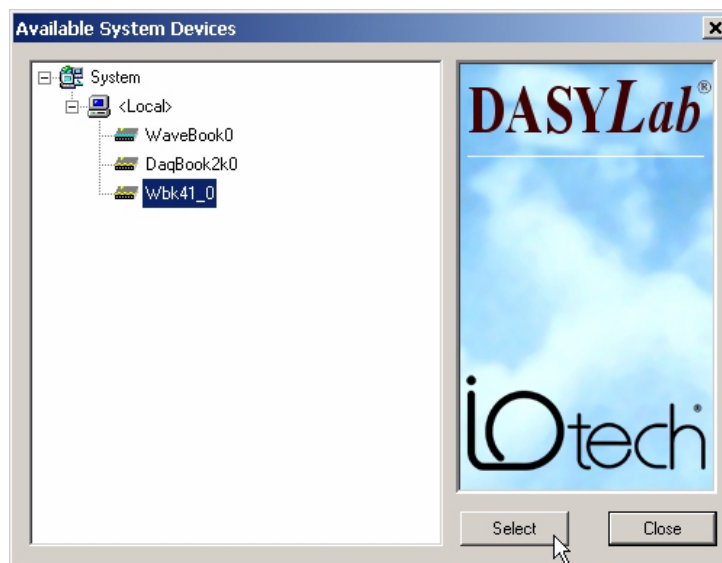 Available System Devices
System
<Local>
WaveBook0
DaqBook2k0
Wbk41_0
DASYLab®
iOtech®
Select
Close